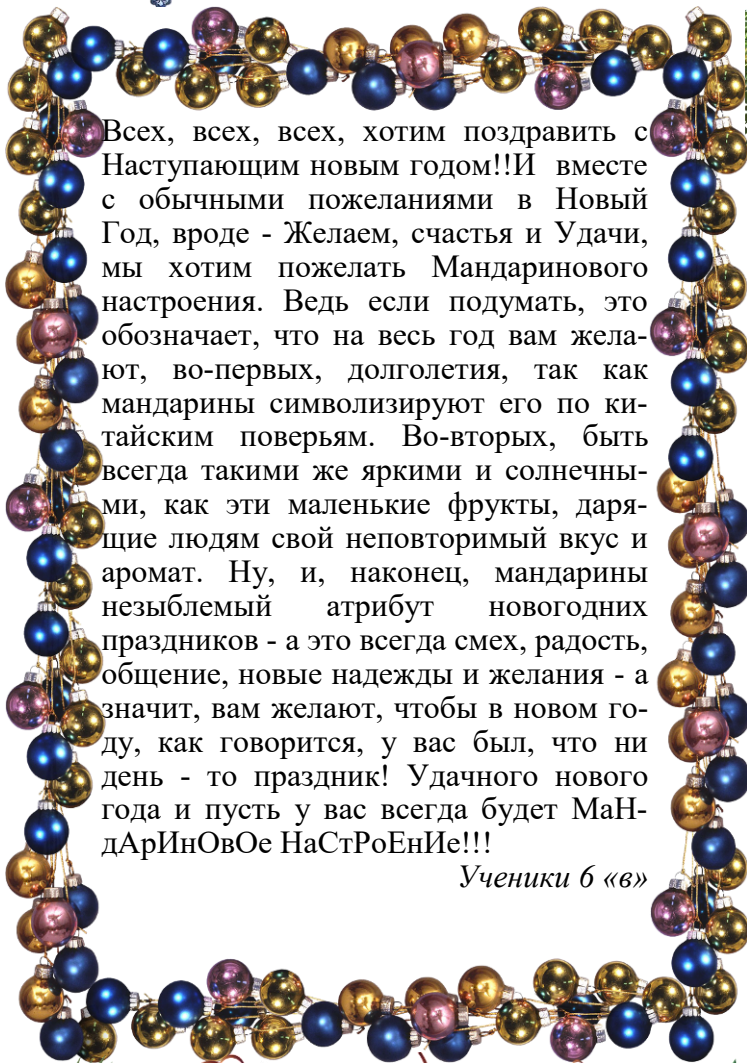 Всех, всех, всех, хотим поздравить с
Наступающим новым годом!!И вместе
с обычными пожеланиями в Новый
Год, вроде - Желаем, счастья и Удачи,
мы хотим пожелать Мандаринового
настроения. Ведь если подумать, это
обозначает, что на весь год вам жела-
ют, во-первых, долголетия, так как
мандарины символизируют его по ки-
тайским поверьям. Во-вторых, быть
всегда такими же яркими и солнечны-
ми, как эти маленькие фрукты, даря-
щие людям свой неповторимый вкус и
аромат. Ну, и, наконец, мандарины
незыблемый атрибут новогодних
праздников - а это всегда смех, радость,
общение, новые надежды и желания - а
значит, вам желают, чтобы в новом го-
ду, как говорится, у вас был, что ни
день - то праздник! Удачного нового
года и пусть у вас всегда будет МаН-
дАрИнОвОе НаСтРоЕнИе!!!
Ученики 6 «в»